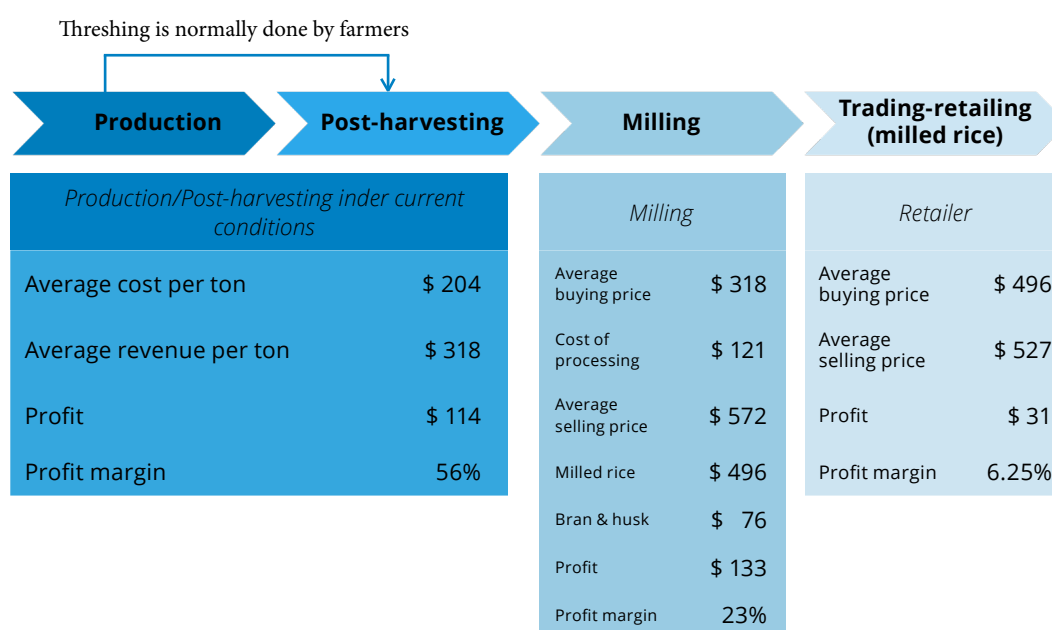 Threshing is normally done by farmers
Production
Post-harvesting
Milling
Trading-retailing
(milled rice)
Production/Post-harvesting inder current
conditions
Average cost per ton $ 204
Average revenue per ton $ 318
Profit $ 114
Profit margin 56%
Milling
Average
buying price $ 318
Cost of
processing $ 121
Average
selling price $ 572
Milled rice $ 496
Bran & husk $ 76
Profit $ 133
Profit margin 23%
Retailer
Average
buying price $ 496
Average
selling price $ 527
Profit $ 31
Profit margin 6.25%